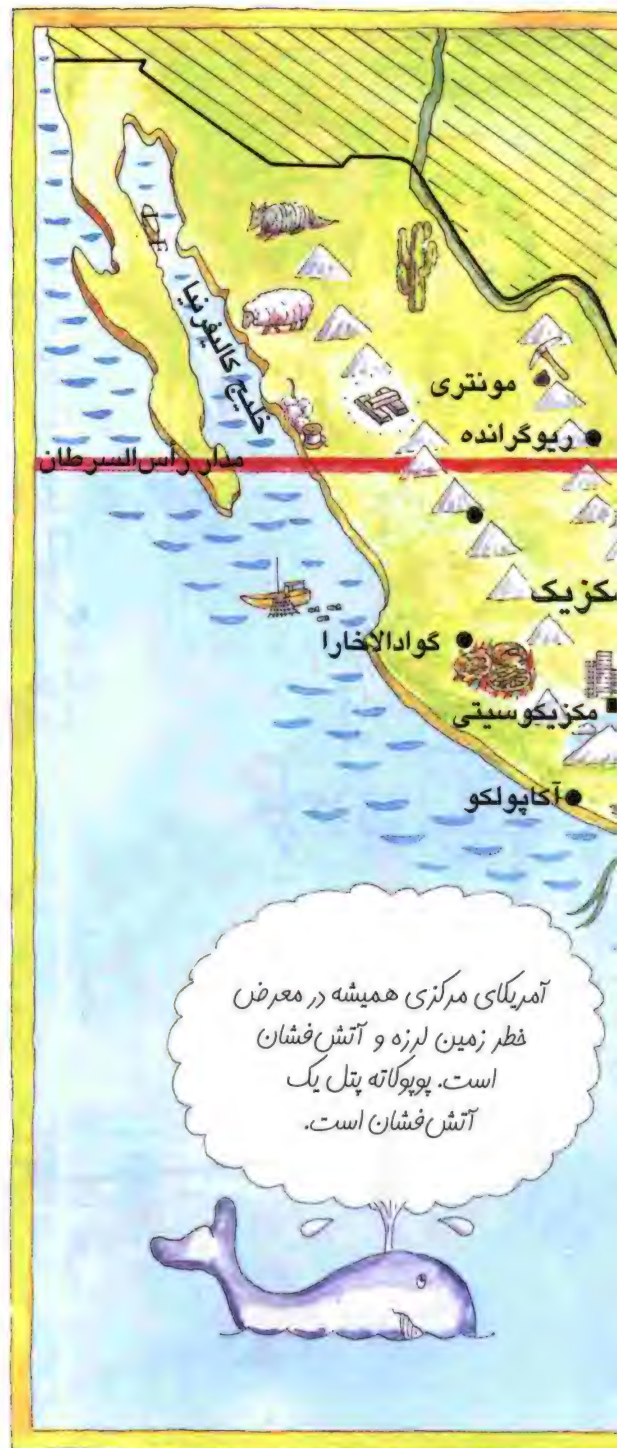 خلیج کالیفرنیا
مونتری
ریوگرانده
مدار رأس‌السرطان
مکزیک
گوادالاخارا
مکزیکوسیتی
آکاپولکو
آمریکای مرکزی همیشه در معرض
خطر زمین لرزه و آتش‌فشان
است. پوپوکاته پتل یک
آتش‌فشان است.